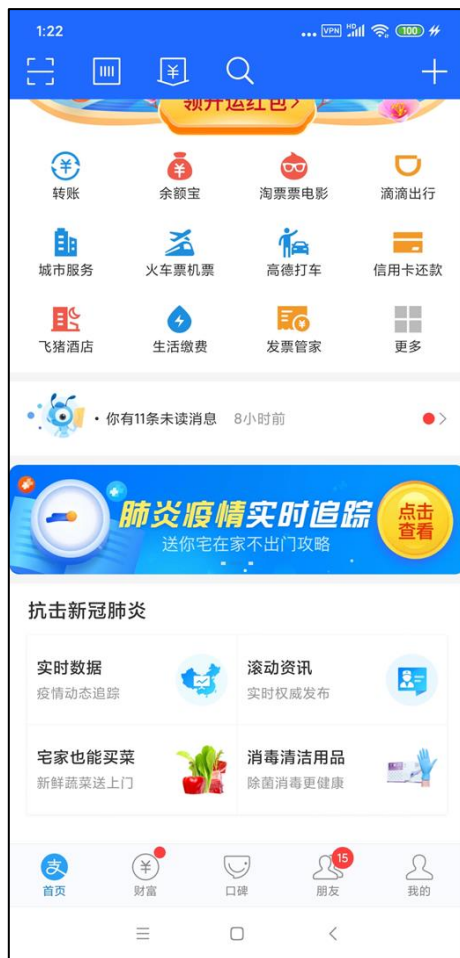 1:22
VPN
HD
100
领开运红包>
转账
余额宝
淘票票电影
滴滴出行
城市服务
火车票机票
高德打车
信用卡还款
飞猪酒店
生活缴费
发票管家
更多
·你有11条未读消息 8小时前
肺炎疫情实时追踪
送你宅在家不出门攻略
点击
查看
抗击新冠肺炎
实时数据
疫情动态追踪
滚动资讯
实时权威发布
宅家也能买菜
新鲜蔬菜送上门
消毒清洁用品
除菌消毒更健康
支
首页
财富
口碑
15
朋友
我的